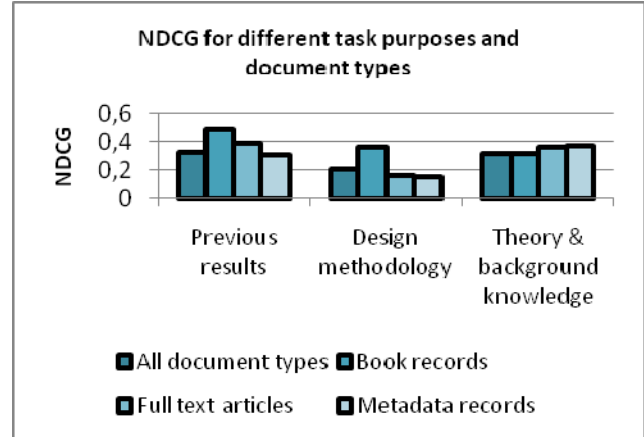 NDCG for different task purposes and
document types
NDCG
0,6
0,4
0,2
0
Previous
results
Design
methodology
Theory &
background
knowledge
All document types
Book records
Full text articles
Metadata records